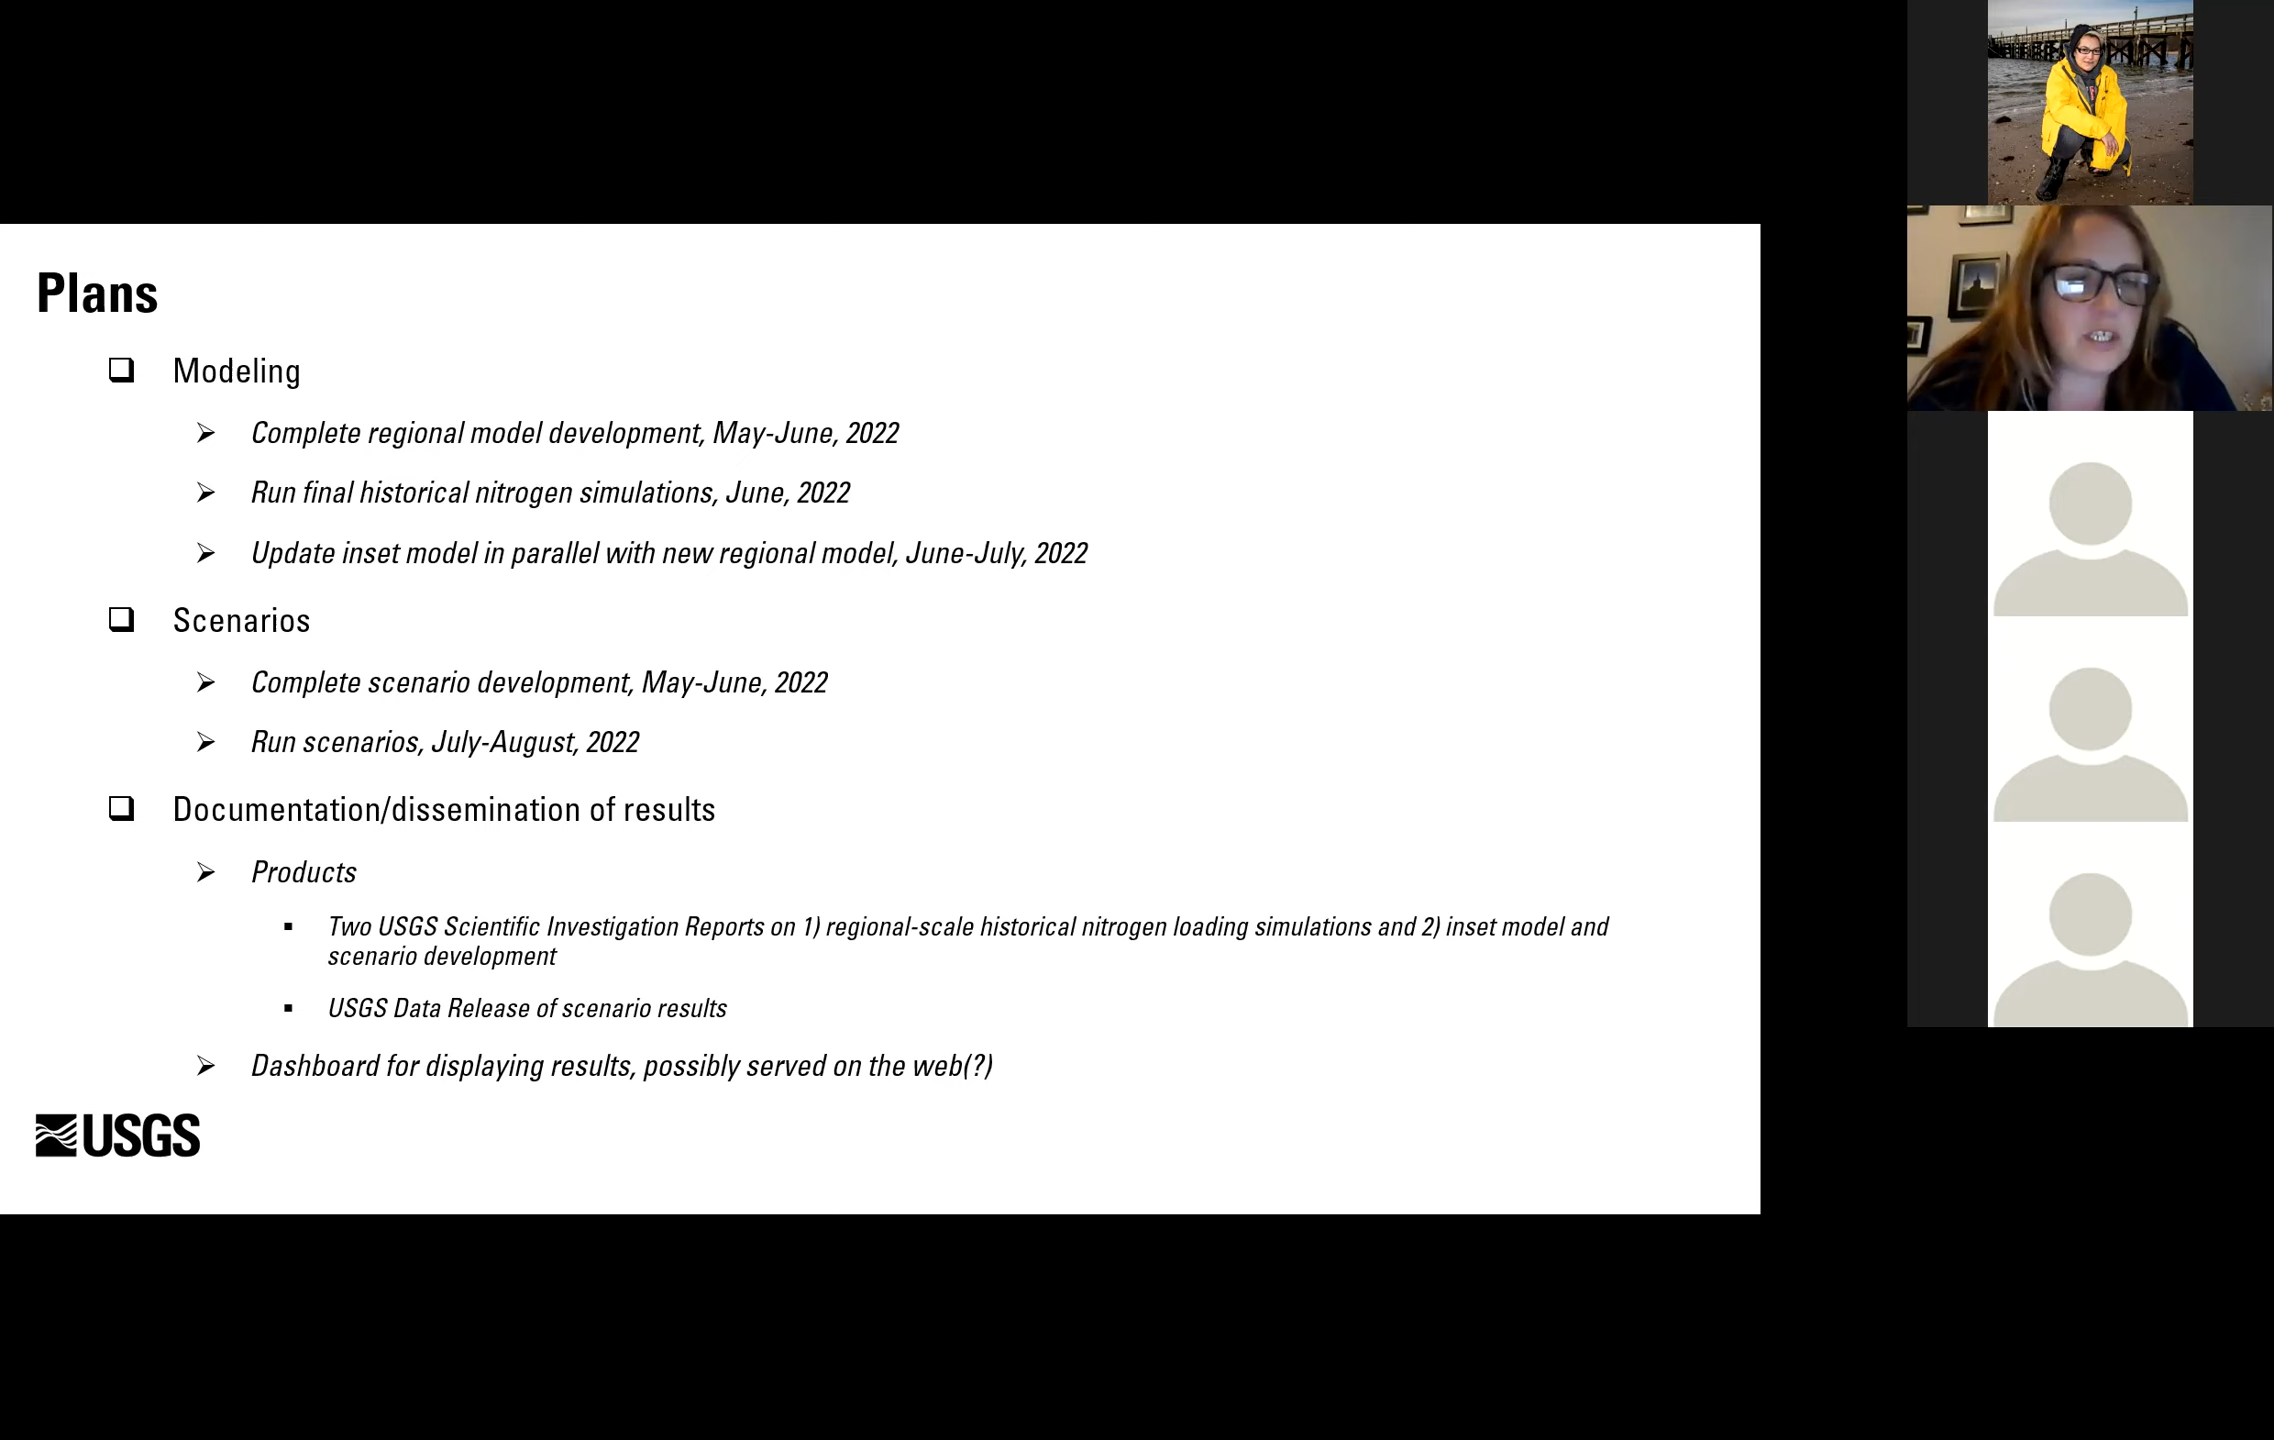 Plans
Modeling
Complete regional model development, May-June, 2022
Run final historical nitrogen simulations, June, 2022
Update inset model in parallel with new regional model, June-July, 2022
Scenarios
Complete scenario development, May-June, 2022
Run scenarios, July-August, 2022
Documentation/dissemination of results
Products
Two USGS Scientific Investigation Reports on 1) regional-scale historical nitrogen loading simulations and 2) inset model and
scenario development
USGS Data Release of scenario results
Dashboard for displaying results, possibly served on the web(?)
USGS